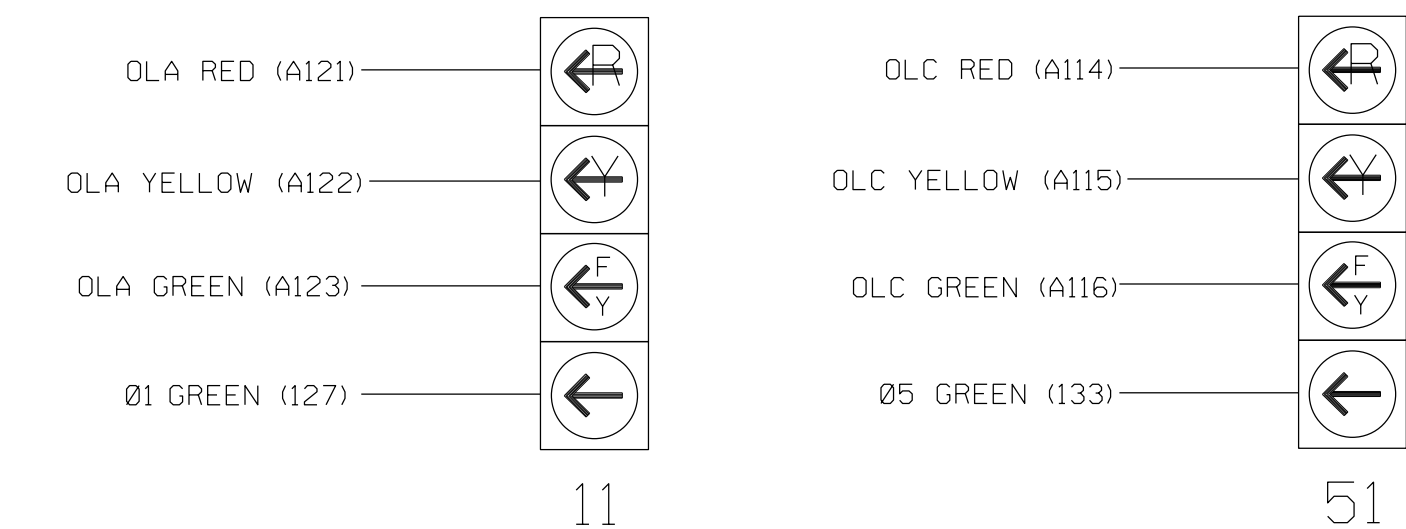 OLA RED (A121)
R
OLA YELLOW (A122)
Y
OLA GREEN (A123)
F
Y
Ø1 GREEN (127)
11
OLC RED (A114)
R
OLC YELLOW (A115)
Y
OLC GREEN (A116)
F
Y
Ø5 GREEN (133)
51